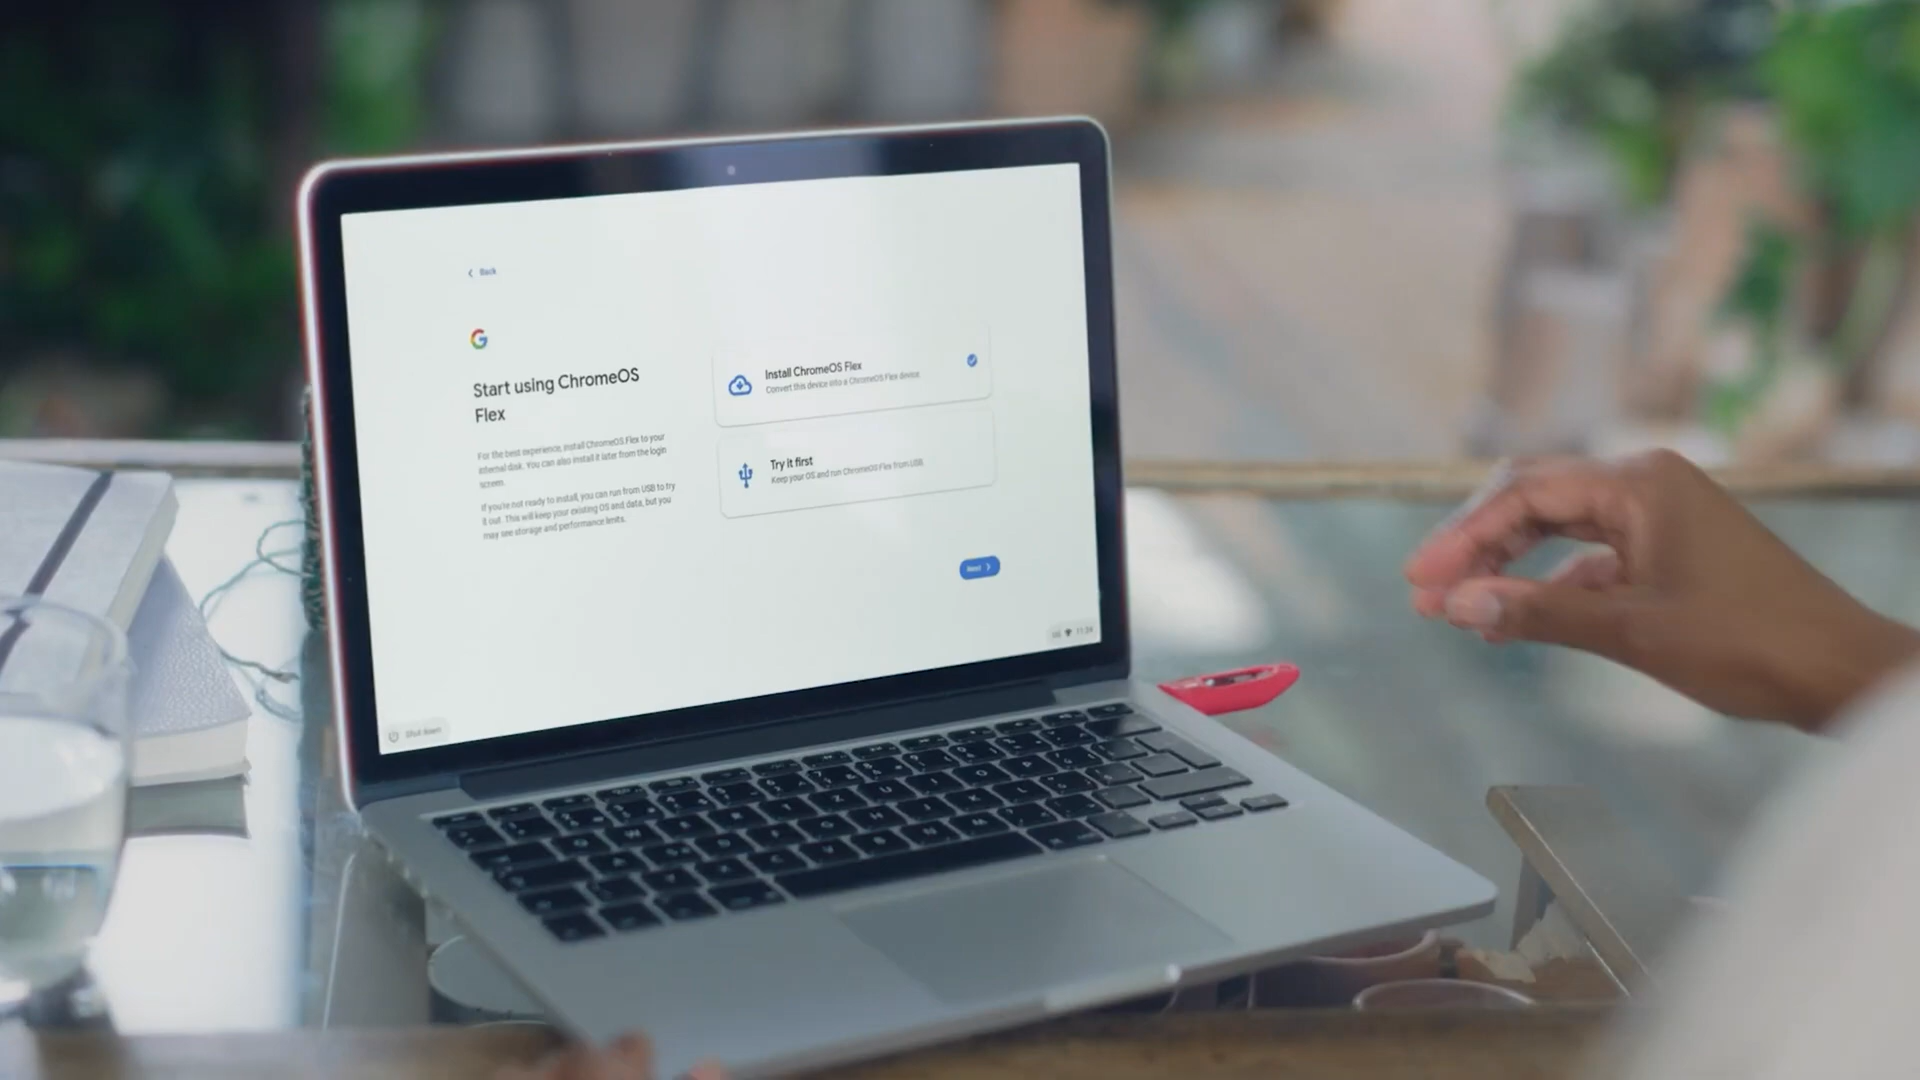 Back
Start using ChromeOS
Flex
For the best experience, install ChromeOS Flex to your
internal disk. You can also install it later from the login
screen.
If you're not ready to install, you can run from USB to try
it out. This will keep your existing OS and data, but you
may see storage and performance limits.
Install ChromeOS Flex
Convert this device into a ChromeOS Flex device
Try it first
Keep your OS and run ChromeOS Flex from USB
Next
Shut down